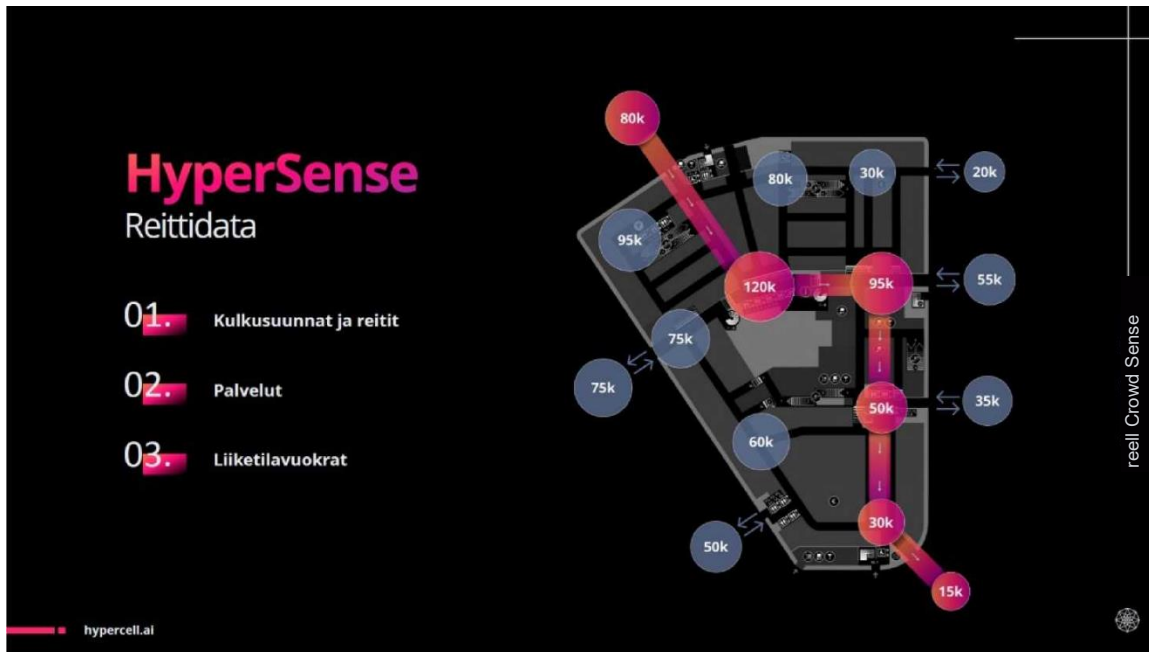 HyperSense
Reittidata
01.
Kulkusuunnat ja reitit
02.
Palvelut
03.
Liiketilavuokrat
80k
80k
30k
20k
95k
120k
95k
55k
75k
75k
50k
35k
60k
50k
30k
15k
reell Crowd Sense
hypercell.ai